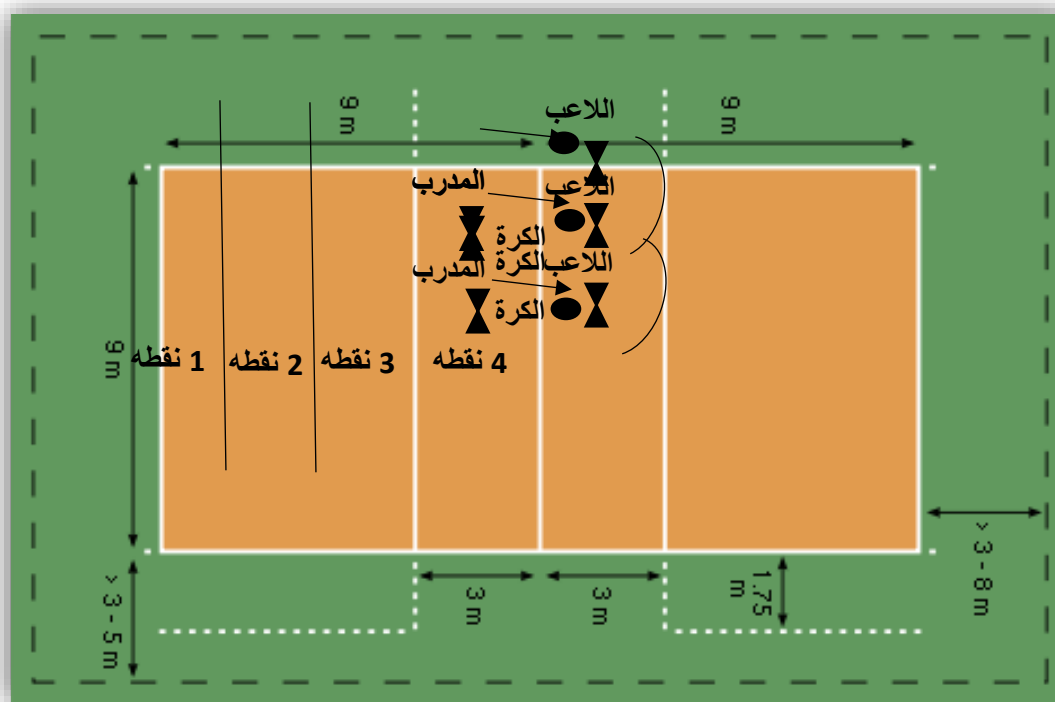 اللاعب
9 m
9 m
المدرب
اللاعب
الكرة
اللاعب
الكرة
المدرب
الكرة
9 m
1 نقطه
2 نقطه
3 نقطه
4 نقطه
> 3 - 8 m
3 m
3 m
1.75 m
> 3 - 5 m